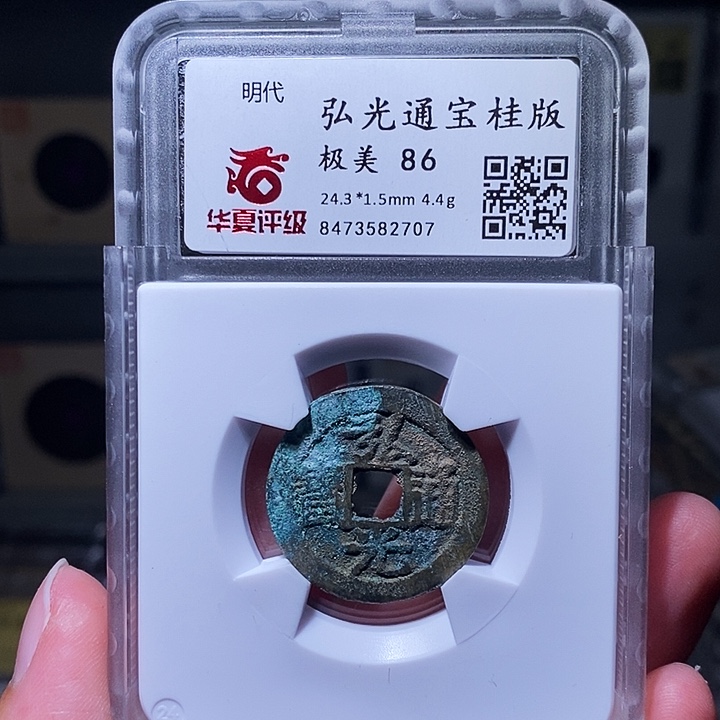 明代
弘光通宝桂版
极美 86
24.3*1.5mm 4.4g
华夏评级
8473582707
弘
寳 通
光